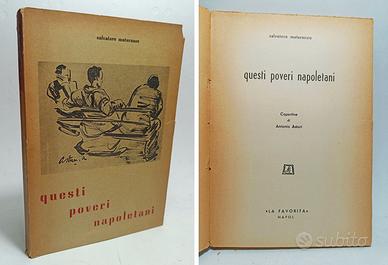 salvatore maturanzo
questi
poveri
napoletani
salvatore maturanzo
questi poveri napoletani
Copertina
di
Antonio Asturi
«LA FAVORITA»
NAPOLI
subito